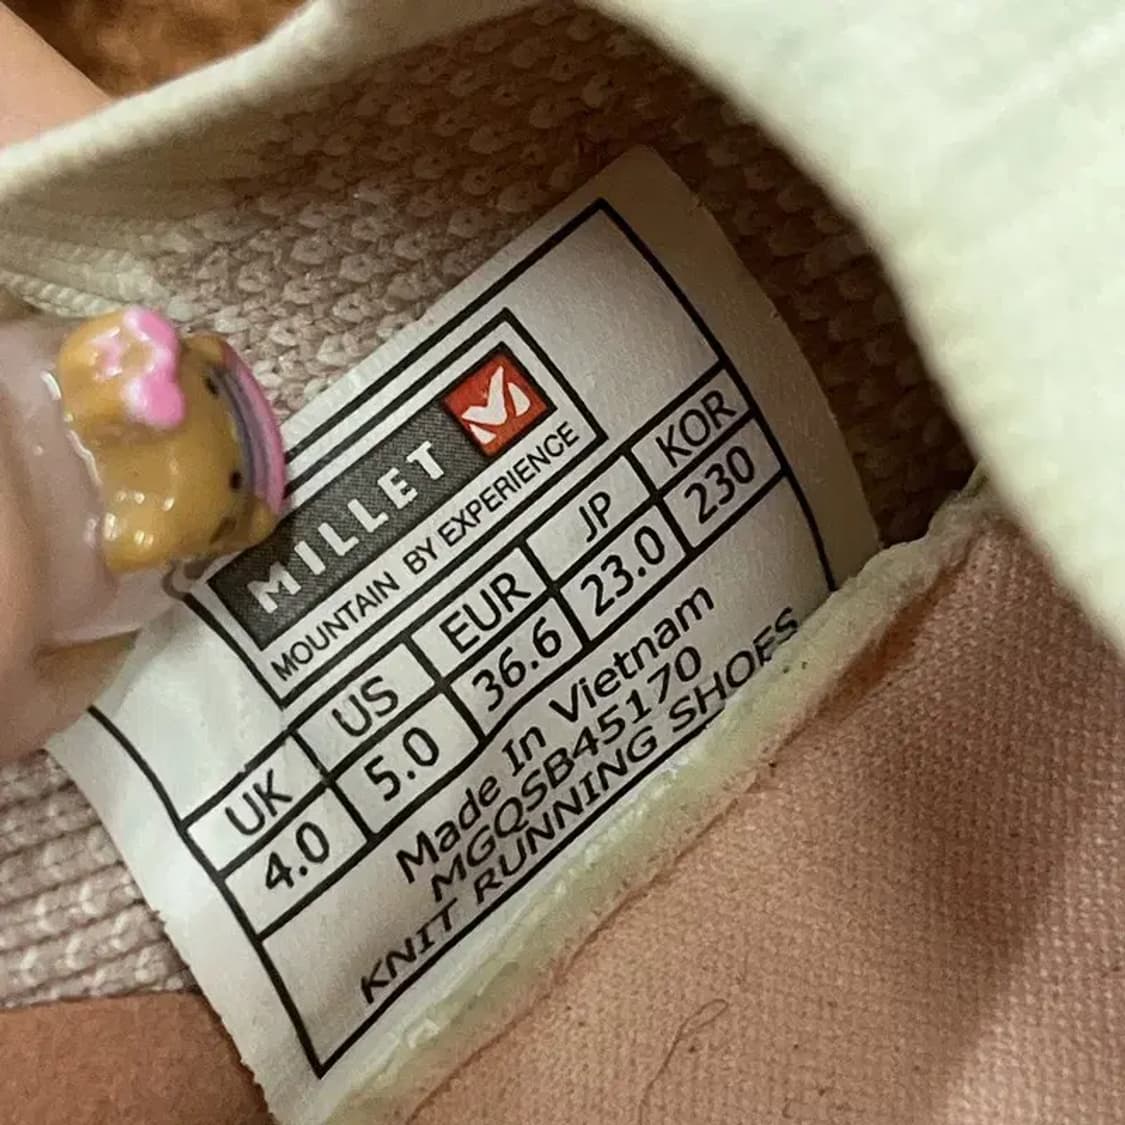 MILLET
MOUNTAIN BY EXPERIENCE
UK US EUR JP KOR
4.0 5.0 36.6 23.0 230
Made In Vietnam
MGQSB45170
KNIT RUNNING SHOES